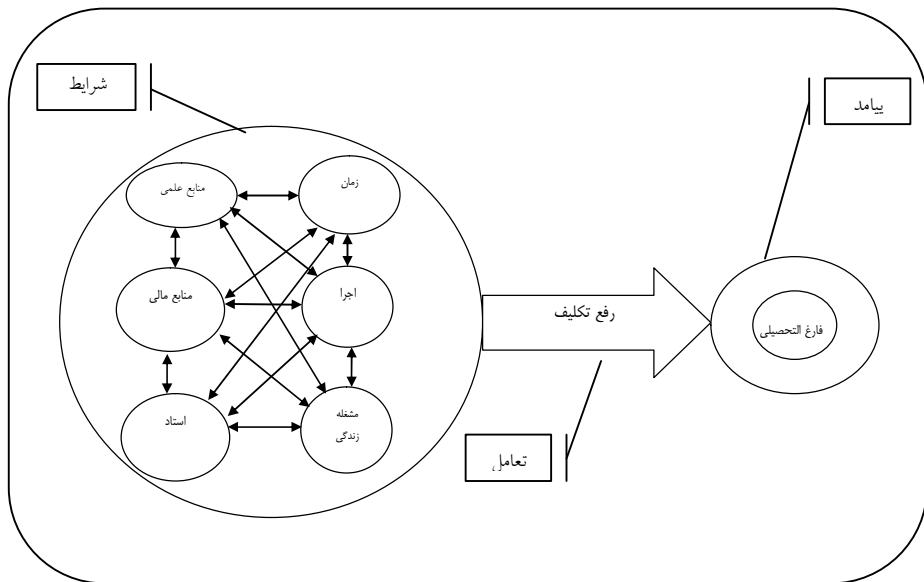 شرایط
پیامد
زمان
منابع علمی
اجرا
منابع مالی
رفع تکلیف
فارغ التحصیلی
مشغله
زندگی
استاد
تعامل